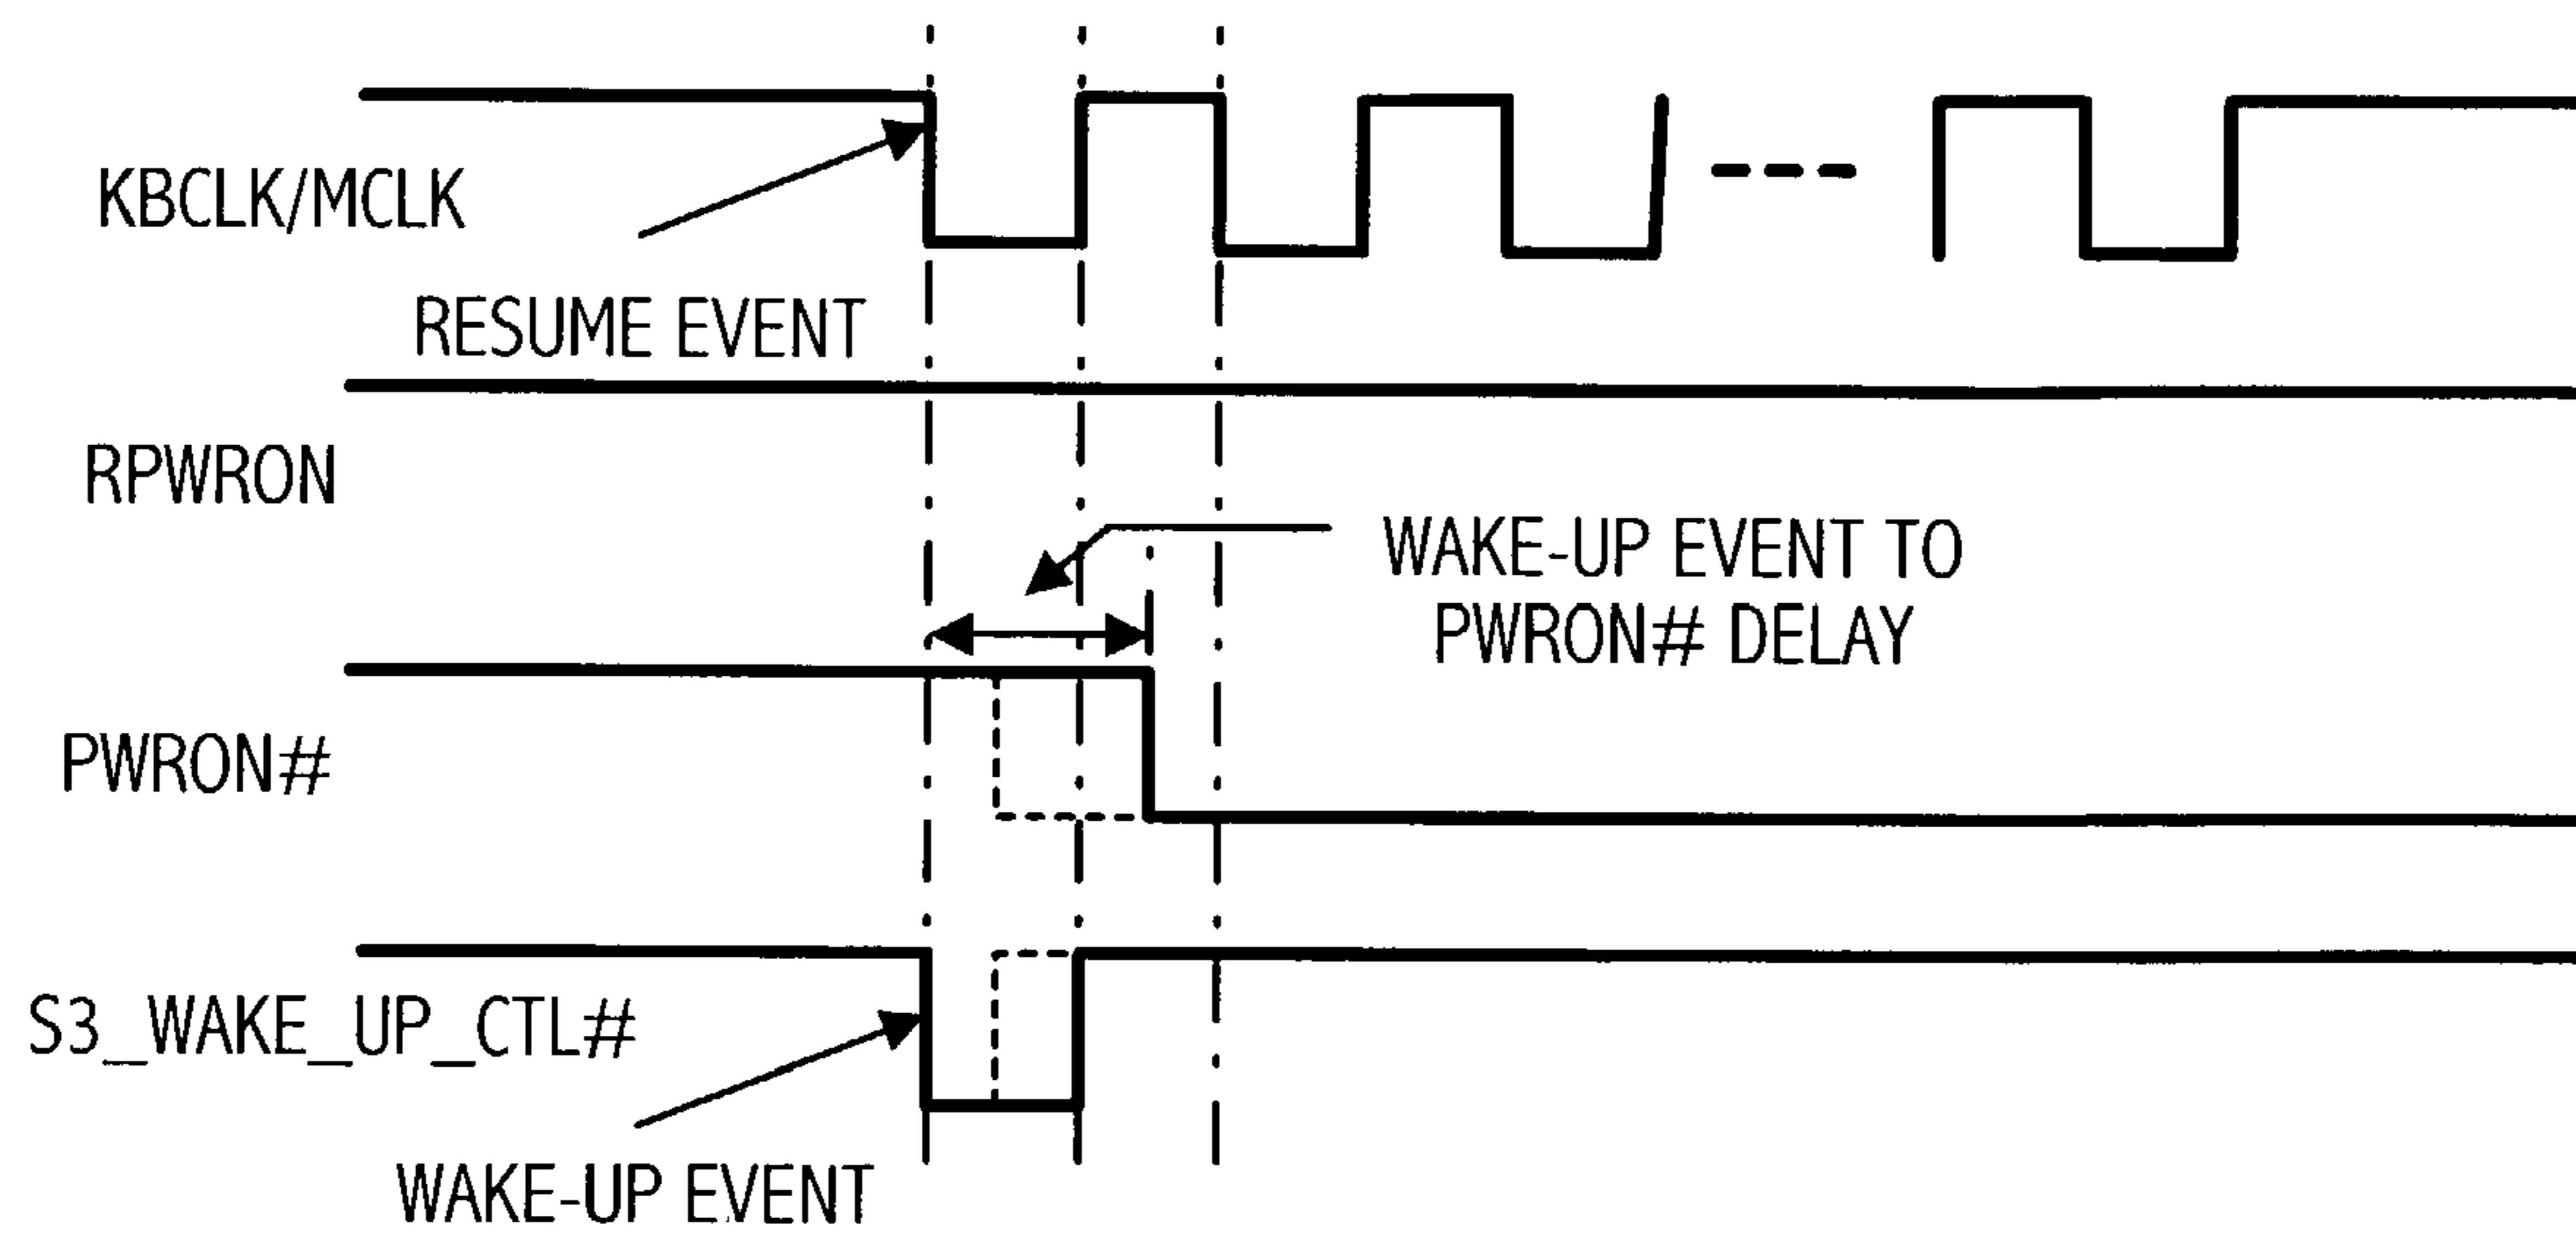 KBCLK/MCLK
RESUME EVENT
RPWRON
WAKE-UP EVENT TO
PWRON# DELAY
PWRON#
S3_WAKE_UP_CTL#
WAKE-UP EVENT